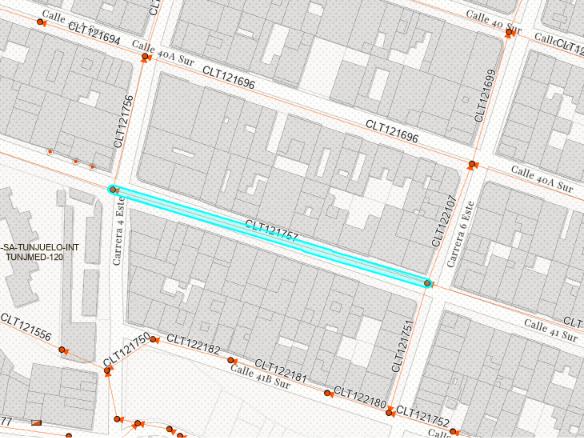 Calle 40 Sur
CLT121694
Calle 40A Sur
CLT121696
CLT121756
CLT121699
CLT121696
Calle 40A
CLT122107
Carrera 6 Este
Carrera 4 Este
CLT121757
-SA-TUNJUELO-INT
TUNJMED-120
CLT121556
CLT121750
CLT122182
CLT122181
Calle 41B Sur
CLT122180
CLT121751
CLT121752
Calle 41 Sur
CLT
77